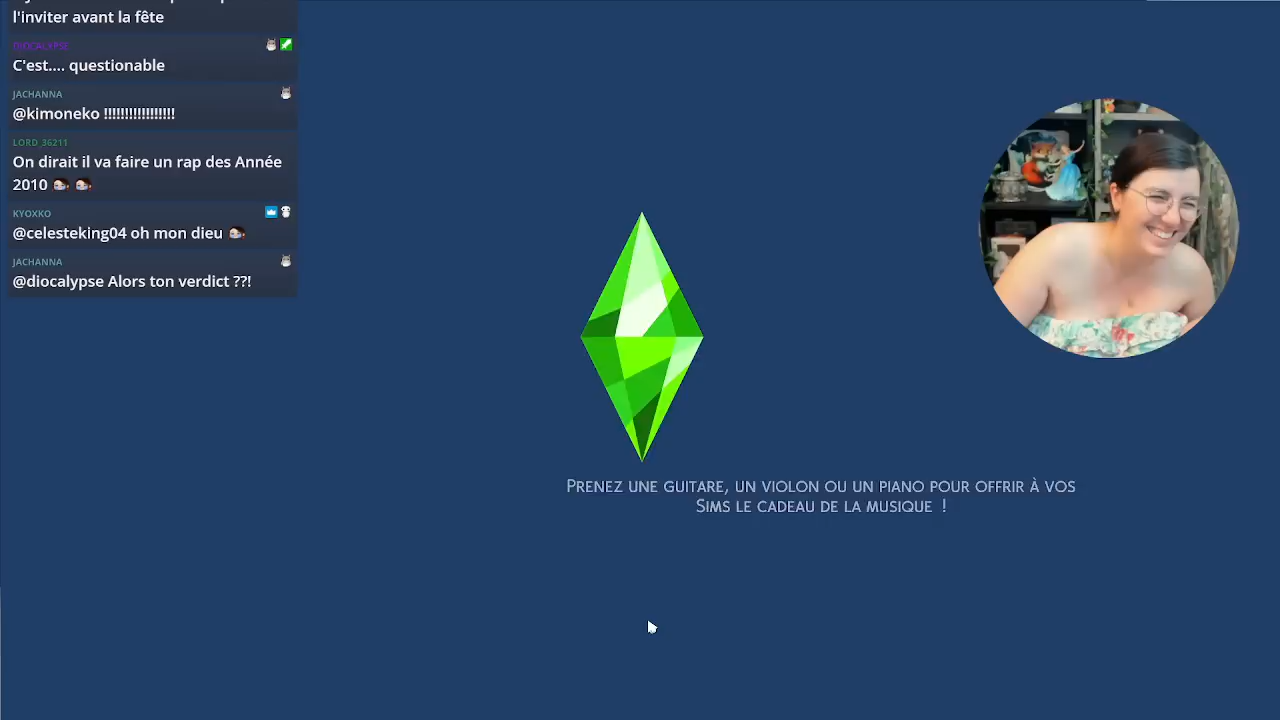 l'inviter avant la fête
DIOCALYPSE
C'est.... questionable
JACHANNA
@kimoneko !!!!!!!!!!!!!!!!!
LORD_36211
On dirait il va faire un rap des Année
2010
KYOXKO
@celesteking04 oh mon dieu
JACHANNA
@diocalypse Alors ton verdict ??!
Prenez une guitare, un violon ou un piano pour offrir à vos
Sims le cadeau de la musique !